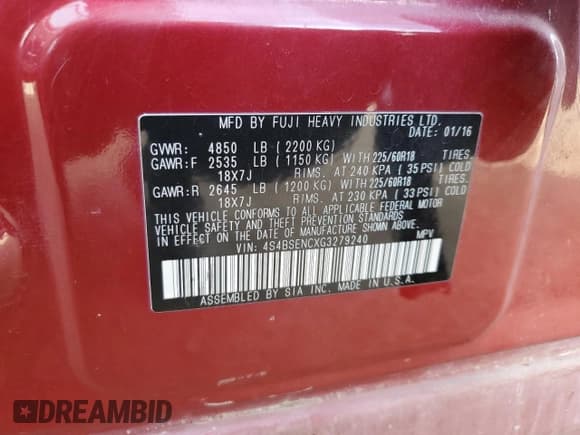 MFD BY FUJI HEAVY INDUSTRIES LTD.
DATE: 01/16
GVWR: 4850 LB (2200 KG)
GAWR:F 2535 LB (1150 KG) WITH 225/60R18 TIRES,
18X7J RIMS, AT 240 KPA (35 PSI) COLD
GAWR:R 2645 LB (1200 KG) WITH 225/60R18 TIRES,
18X7J RIMS, AT 230 KPA (33 PSI) COLD
THIS VEHICLE CONFORMS TO ALL APPLICABLE FEDERAL MOTOR
VEHICLE SAFETY AND THEFT PREVENTION STANDARDS
IN EFFECT ON THE DATE OF MANUFACTURE SHOWN ABOVE.
VIN: 4S4BSENCXG3279240 MPV
ASSEMBLED BY SIA INC. MADE IN U.S.A.
DREAMBID